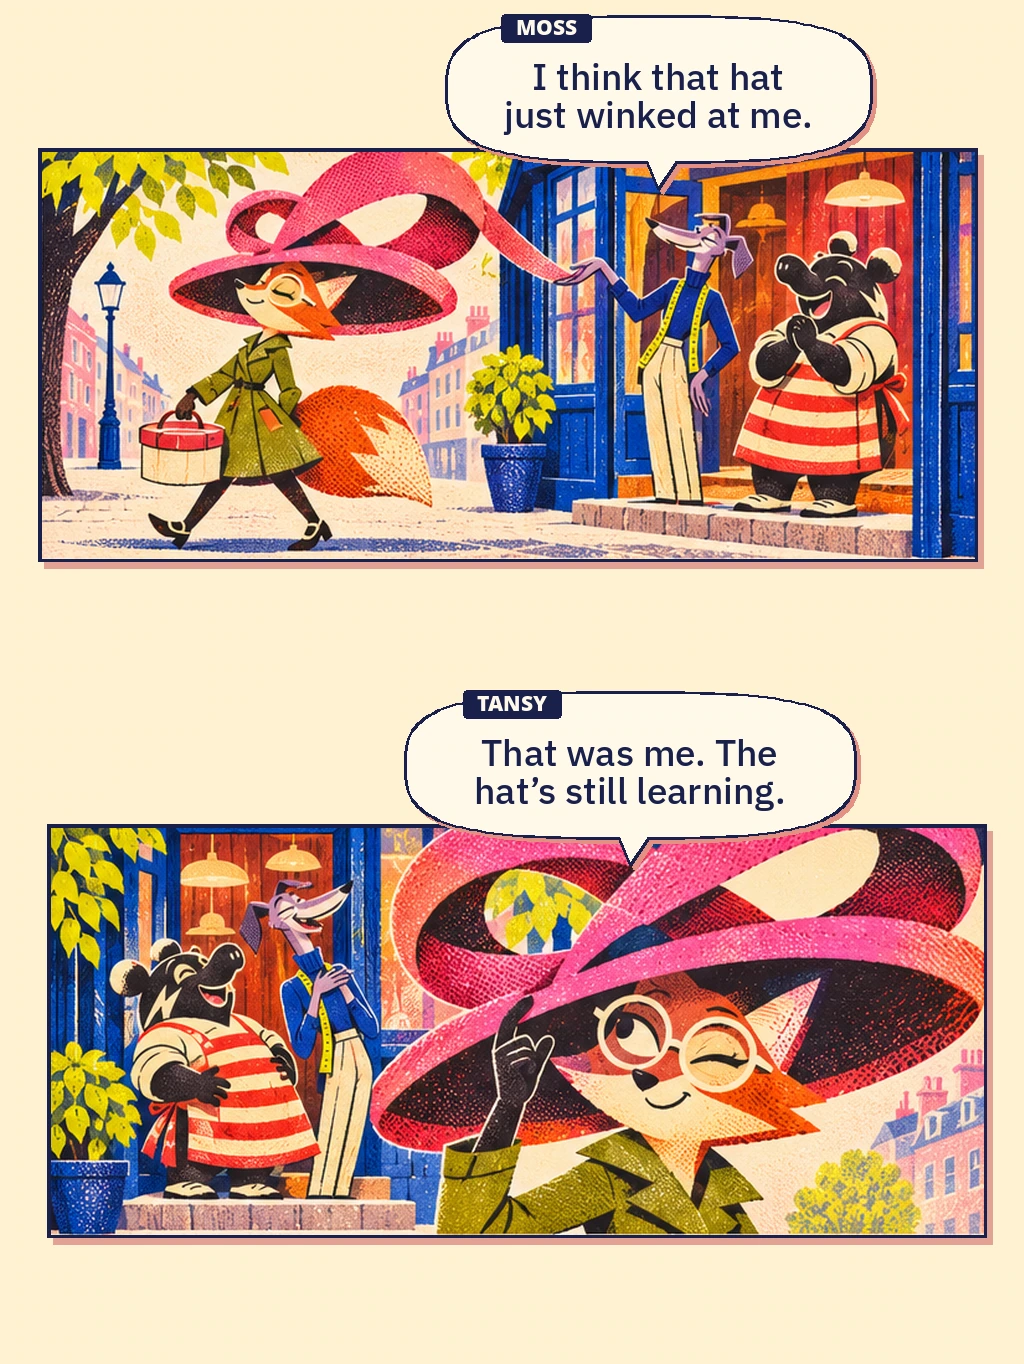 MOSS
I think that hat
just winked at me.
TANSY
That was me. The
hat’s still learning.